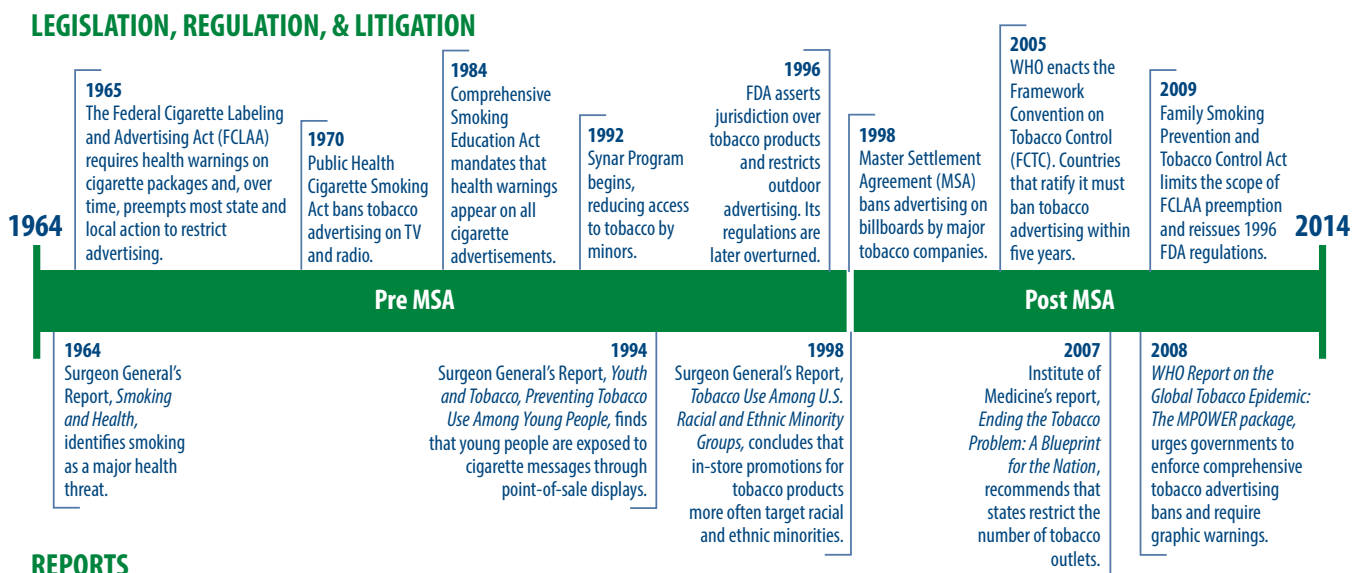 LEGISLATION, REGULATION, & LITIGATION
1964
1965
The Federal Cigarette Labeling
and Advertising Act (FCLAA)
requires health warnings on
cigarette packages and, over
time, preempts most state and
local action to restrict
advertising.
1970
Public Health
Cigarette Smoking
Act bans tobacco
advertising on TV
and radio.
1984
Comprehensive
Smoking
Education Act
mandates that
health warnings
appear on all
cigarette
advertisements.
1992
Synar Program
begins,
reducing access
to tobacco by
minors.
1996
FDA asserts
jurisdiction over
tobacco products
and restricts
outdoor
advertising. Its
regulations are
later overturned.
1998
Master Settlement
Agreement (MSA)
bans advertising on
billboards by major
tobacco companies.
2005
WHO enacts the
Framework
Convention on
Tobacco Control
(FCTC). Countries
that ratify it must
ban tobacco
advertising within
five years.
2009
Family Smoking
Prevention and
Tobacco Control Act
limits the scope of
FCLAA preemption
and reissues 1996
FDA regulations.
2014
Pre MSA
Post MSA
1964
Surgeon General's
Report, Smoking
and Health,
identifies smoking
as a major health
threat.
1994
Surgeon General's Report, Youth
and Tobacco, Preventing Tobacco
Use Among Young People, finds
that young people are exposed to
cigarette messages through
point-of-sale displays.
1998
Surgeon General's Report,
Tobacco Use Among U.S.
Racial and Ethnic Minority
Groups, concludes that
in-store promotions for
tobacco products
more often target racial
and ethnic minorities.
2007
Institute of
Medicine's report,
Ending the Tobacco
Problem: A Blueprint
for the Nation,
recommends that
states restrict the
number of tobacco
outlets.
2008
WHO Report on the
Global Tobacco Epidemic:
The MPOWER package,
urges governments to
enforce comprehensive
tobacco advertising
bans and require
graphic warnings.
REPORTS